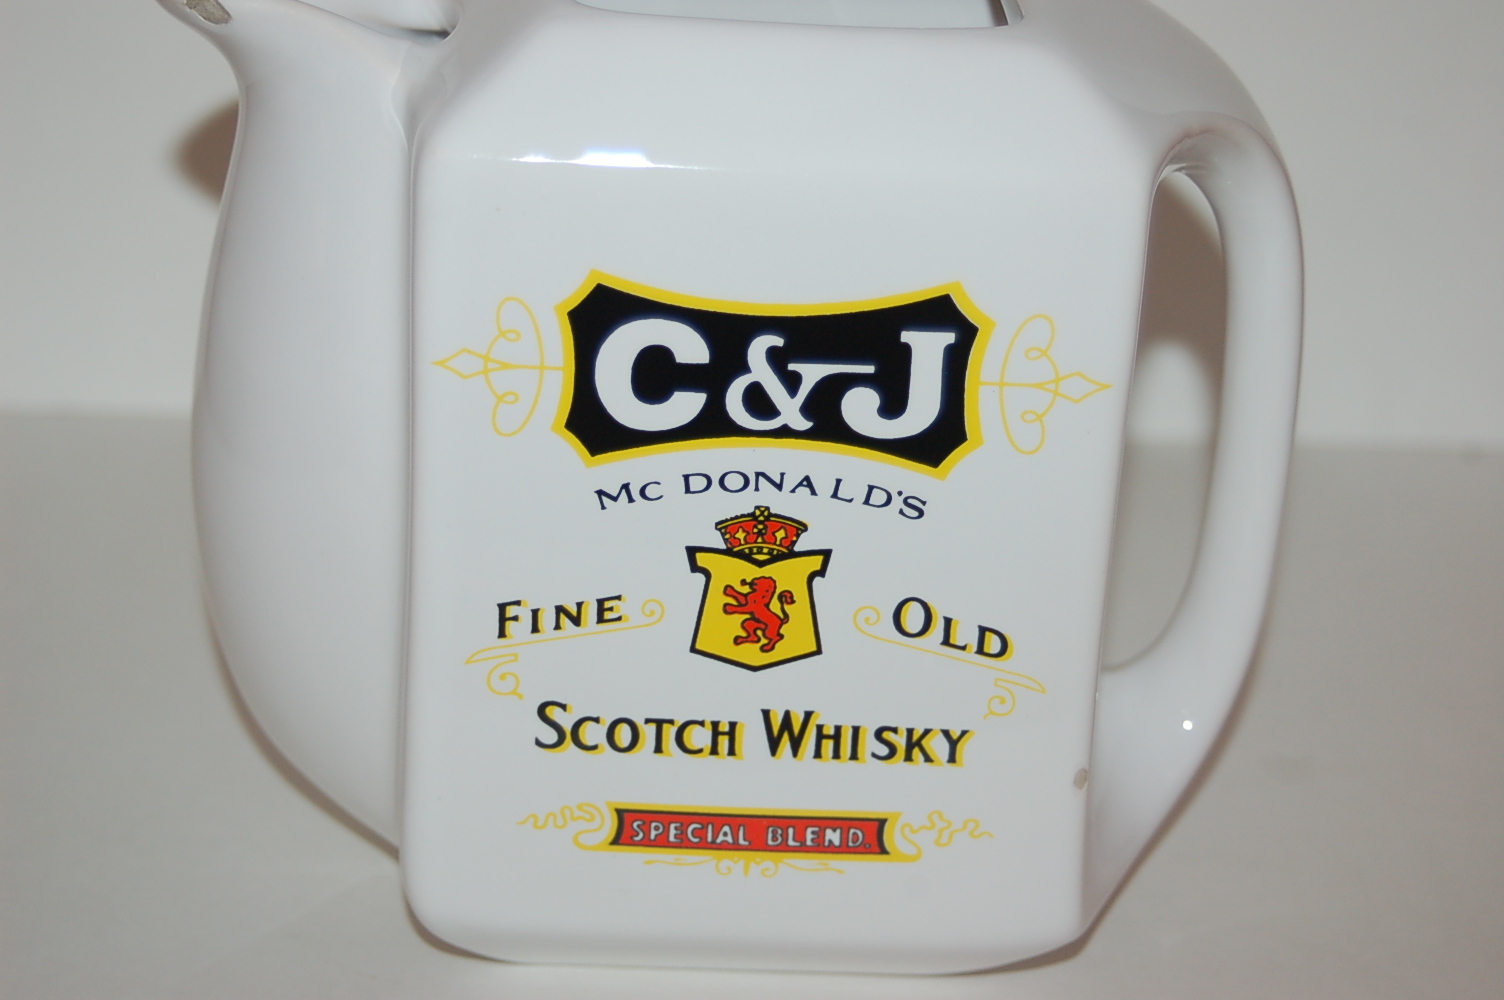 C&J
Mc DONALD'S
FINE OLD
SCOTCH WHISKY
SPECIAL BLEND.